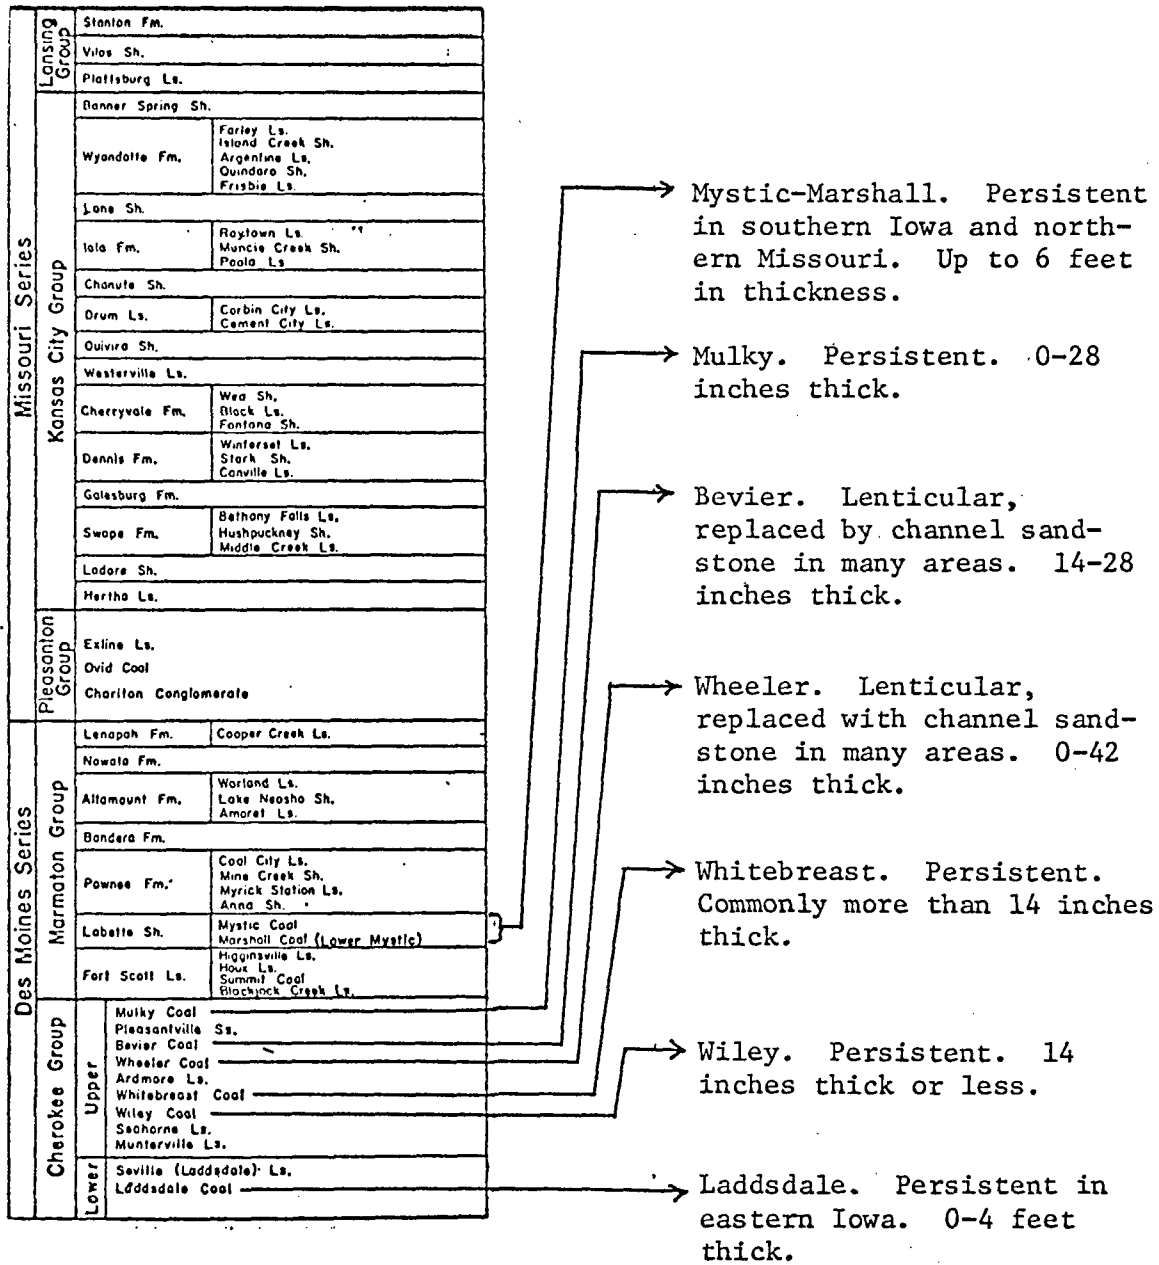 Missouri Series
Lansing
Group
Stanton Fm.
Vilas Sh.
Plattsburg Ls.
Kansas City Group
Banner Spring Sh.
Wyandotte Fm.
Farley Ls.
Island Creek Sh.
Argentine Ls.
Quindaro Sh.
Frisbie Ls.
Lane Sh.
Iola Fm.
Raytown Ls.
Muncie Creek Sh.
Paola Ls
Chanute Sh.
Drum Ls.
Corbin City Ls.
Cement City Ls.
Quivira Sh.
Westerville Ls.
Cherryvale Fm.
Wea Sh.
Block Ls.
Fontana Sh.
Dennis Fm.
Winterset Ls.
Stark Sh.
Canville Ls.
Galesburg Fm.
Swope Fm.
Bethany Falls Ls.
Hushpuckney Sh.
Middle Creek Ls.
Ladore Sh.
Hertha Ls.
Pleasanton
Group
Exline Ls.
Ovid Coal
Chariton Conglomerate
Des Moines Series
Marmaton Group
Lenapah Fm.
Cooper Creek Ls.
Nowata Fm.
Altamount Fm.
Worland Ls.
Lake Neosho Sh.
Amoret Ls.
Bandera Fm.
Pawnee Fm.
Coal City Ls.
Mine Creek Sh.
Myrick Station Ls.
Anna Sh.
Labette Sh.
Mystic Coal
Marshall Coal (Lower Mystic)
Fort Scott Ls.
Higginsville Ls.
Houx Ls.
Summit Coal
Blackjack Creek Ls.
Cherokee Group
Upper
Mulky Coal
Pleasantville Ss.
Bevier Coal
Wheeler Coal
Ardmore Ls.
Whitebreast Coal
Wiley Coal
Seahorne Ls.
Munterville Ls.
Lower
Seville (Laddsdale) Ls.
Laddsdale Coal
Mystic-Marshall. Persistent
in southern Iowa and north-
ern Missouri. Up to 6 feet
in thickness.
Mulky. Persistent. 0-28
inches thick.
Bevier. Lenticular,
replaced by channel sand-
stone in many areas. 14-28
inches thick.
Wheeler. Lenticular,
replaced with channel sand-
stone in many areas. 0-42
inches thick.
Whitebreast. Persistent.
Commonly more than 14 inches
thick.
Wiley. Persistent. 14
inches thick or less.
Laddsdale. Persistent in
eastern Iowa. 0-4 feet
thick.